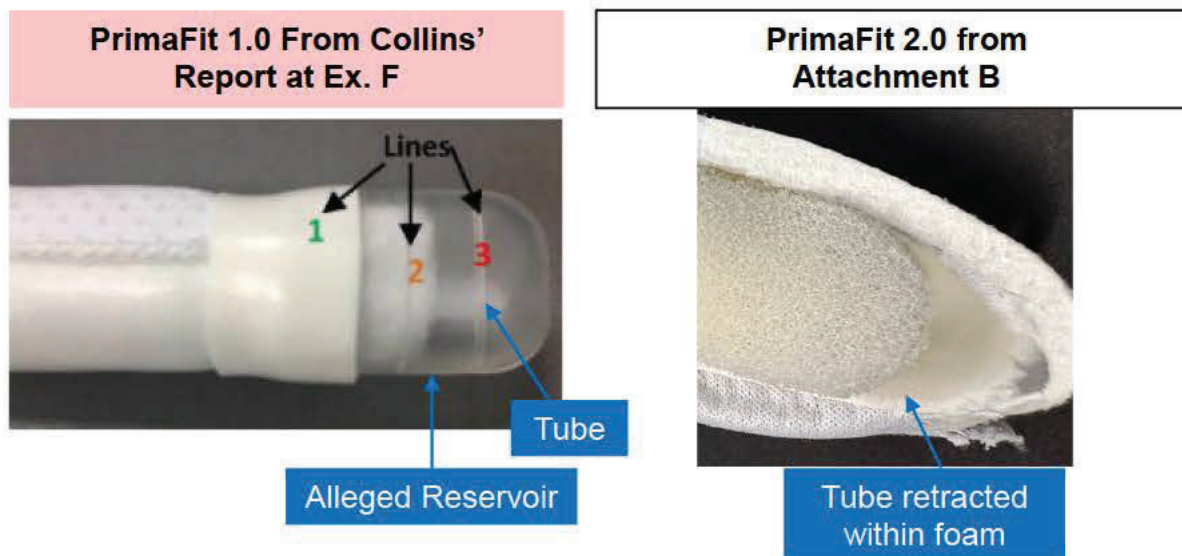 PrimaFit 1.0 From Collins’
Report at Ex. F
PrimaFit 2.0 from
Attachment B
Lines
1
2
3
Tube
Alleged Reservoir
Tube retracted
within foam